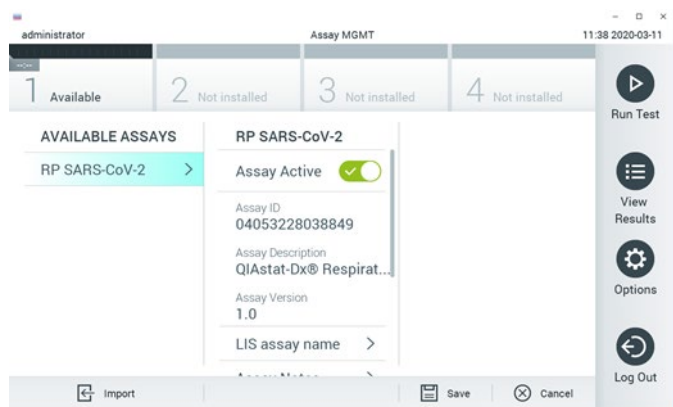 administrator Assay MGMT 11:38 2020-03-11
--:--
1 Available 2 Not installed 3 Not installed 4 Not installed
Run Test
AVAILABLE ASSAYS
RP SARS-CoV-2
RP SARS-CoV-2
Assay Active
Assay ID
04053228038849
Assay Description
QIAstat-Dx® Respirat...
Assay Version
1.0
LIS assay name
View
Results
Options
Log Out
Import
Save
Cancel